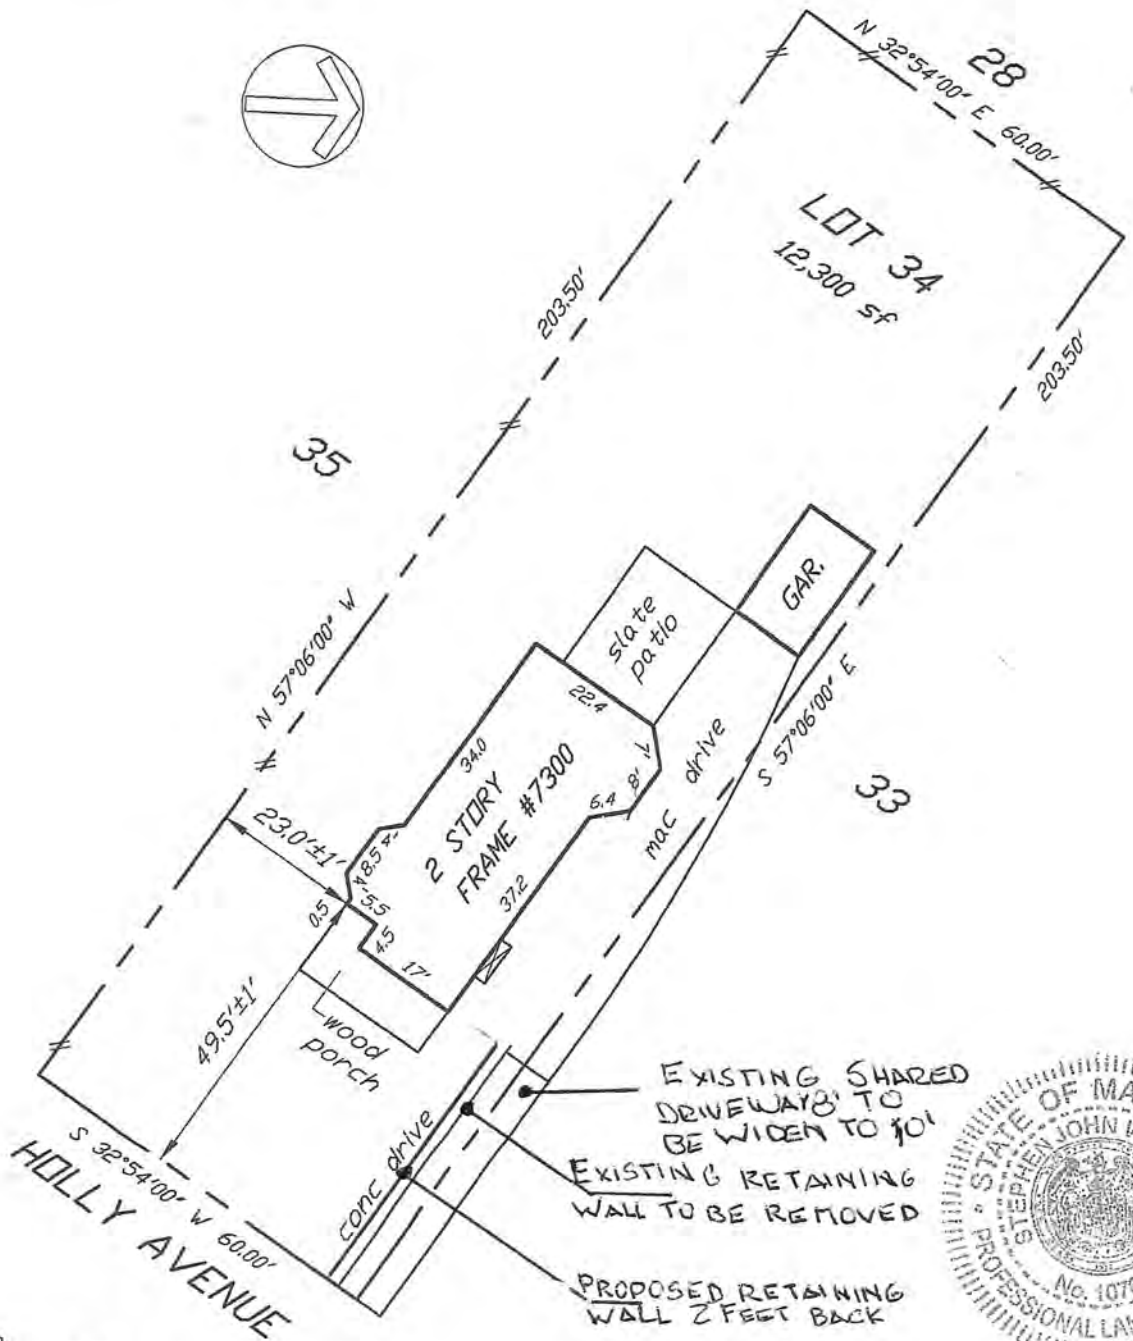 N 32°54'00" E 60.00'
28
LOT 34
12,300 sf
203.50'
203.50'
35
N 57°06'00" W
GAR.
slate
patio
22.4
34.0
7'
8'
6.4
mac drive
S 57°06'00" E
33
2 STORY
FRAME #7300
37.2
23.0'±1'
4'
8.5
5.5
0.5
4.5
17'
49.5'±1'
wood
porch
conc drive
S 32°54'00" W 60.00'
HOLLY AVENUE
EXISTING SHARED
DRIVEWAY 8' TO
BE WIDEN TO 10'
EXISTING RETAINING
WALL TO BE REMOVED
PROPOSED RETAINING
WALL 2 FEET BACK
STATE OF MA
STEPHEN JOHN
No. 107
PROFESSIONAL LA